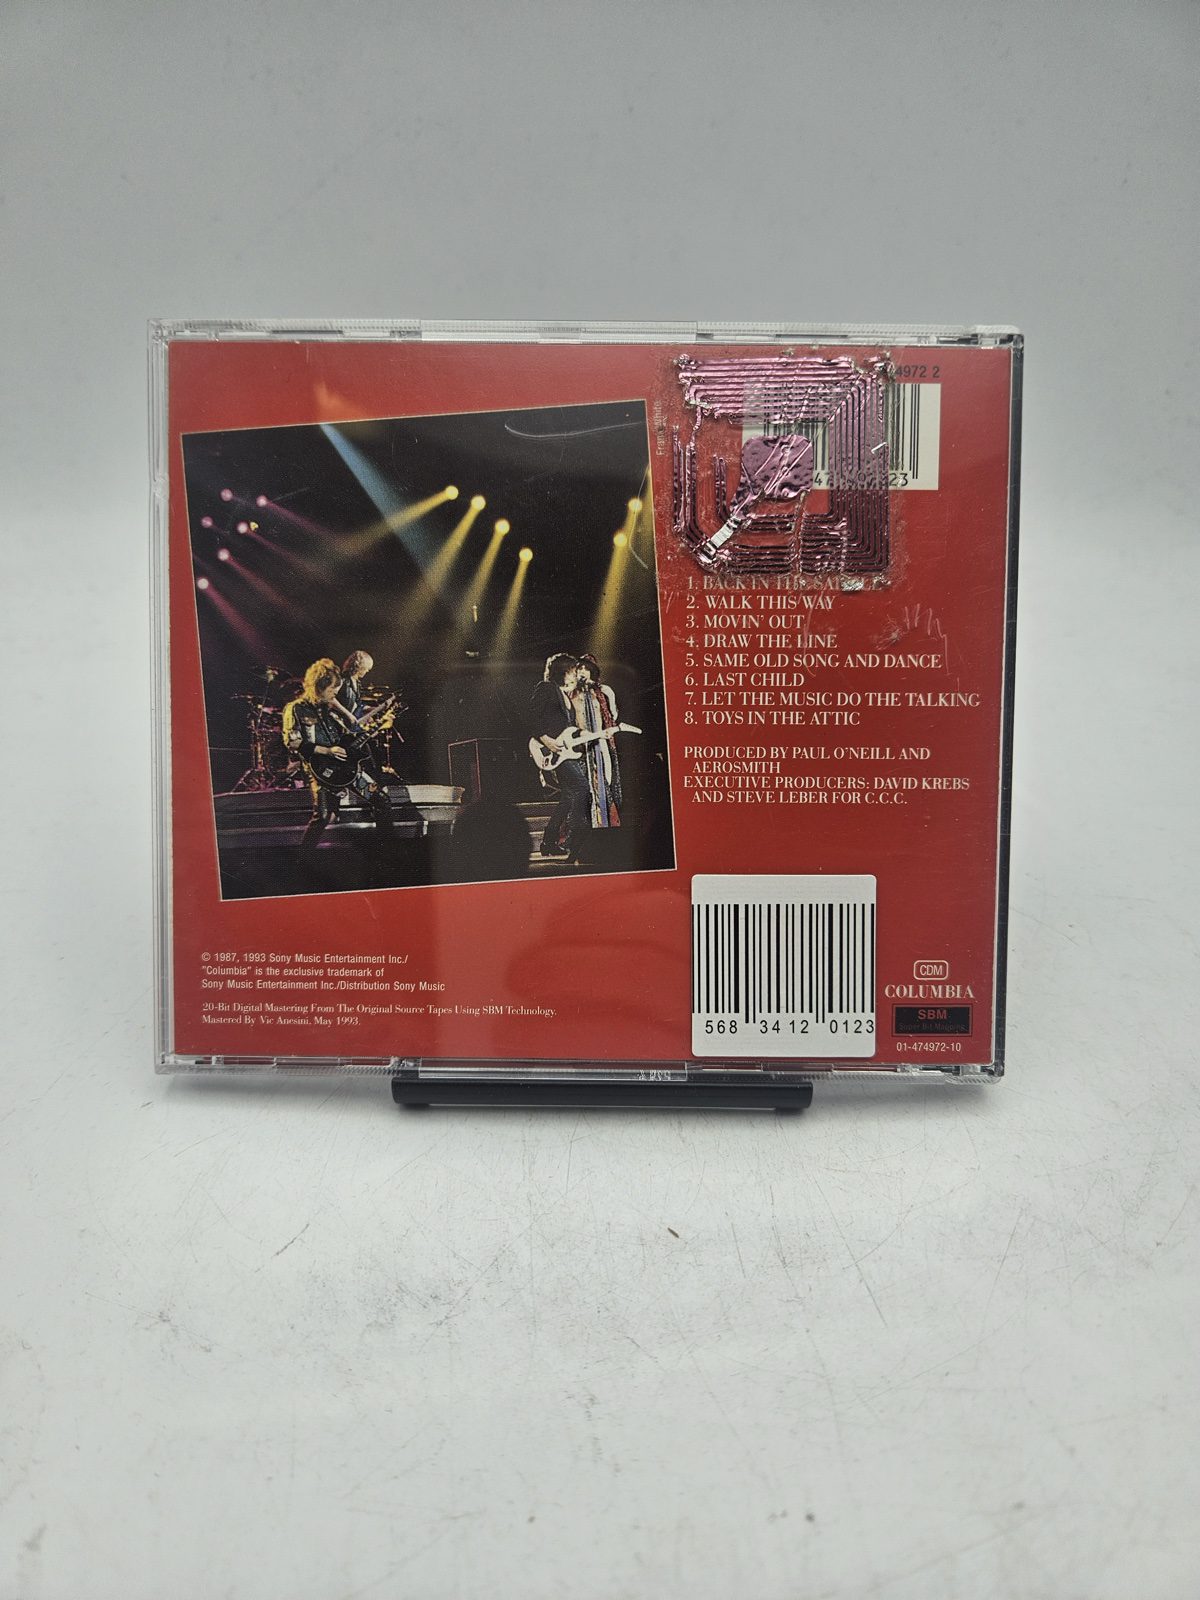 4972 2
1. BACK IN THE SADDLE
2. WALK THIS WAY
3. MOVIN' OUT
4. DRAW THE LINE
5. SAME OLD SONG AND DANCE
6. LAST CHILD
7. LET THE MUSIC DO THE TALKING
8. TOYS IN THE ATTIC
PRODUCED BY PAUL O'NEILL AND
AEROSMITH
EXECUTIVE PRODUCERS: DAVID KREBS
AND STEVE LEBER FOR C.C.C.
© 1987, 1993 Sony Music Entertainment Inc./
"Columbia" is the exclusive trademark of
Sony Music Entertainment Inc./Distribution Sony Music
20-Bit Digital Mastering From The Original Source Tapes Using SBM Technology.
Mastered By Vic Anesini, May 1993.
568 3412 0123
CDM
COLUMBIA
SBM
Super Bit Mapping
01-474972-10